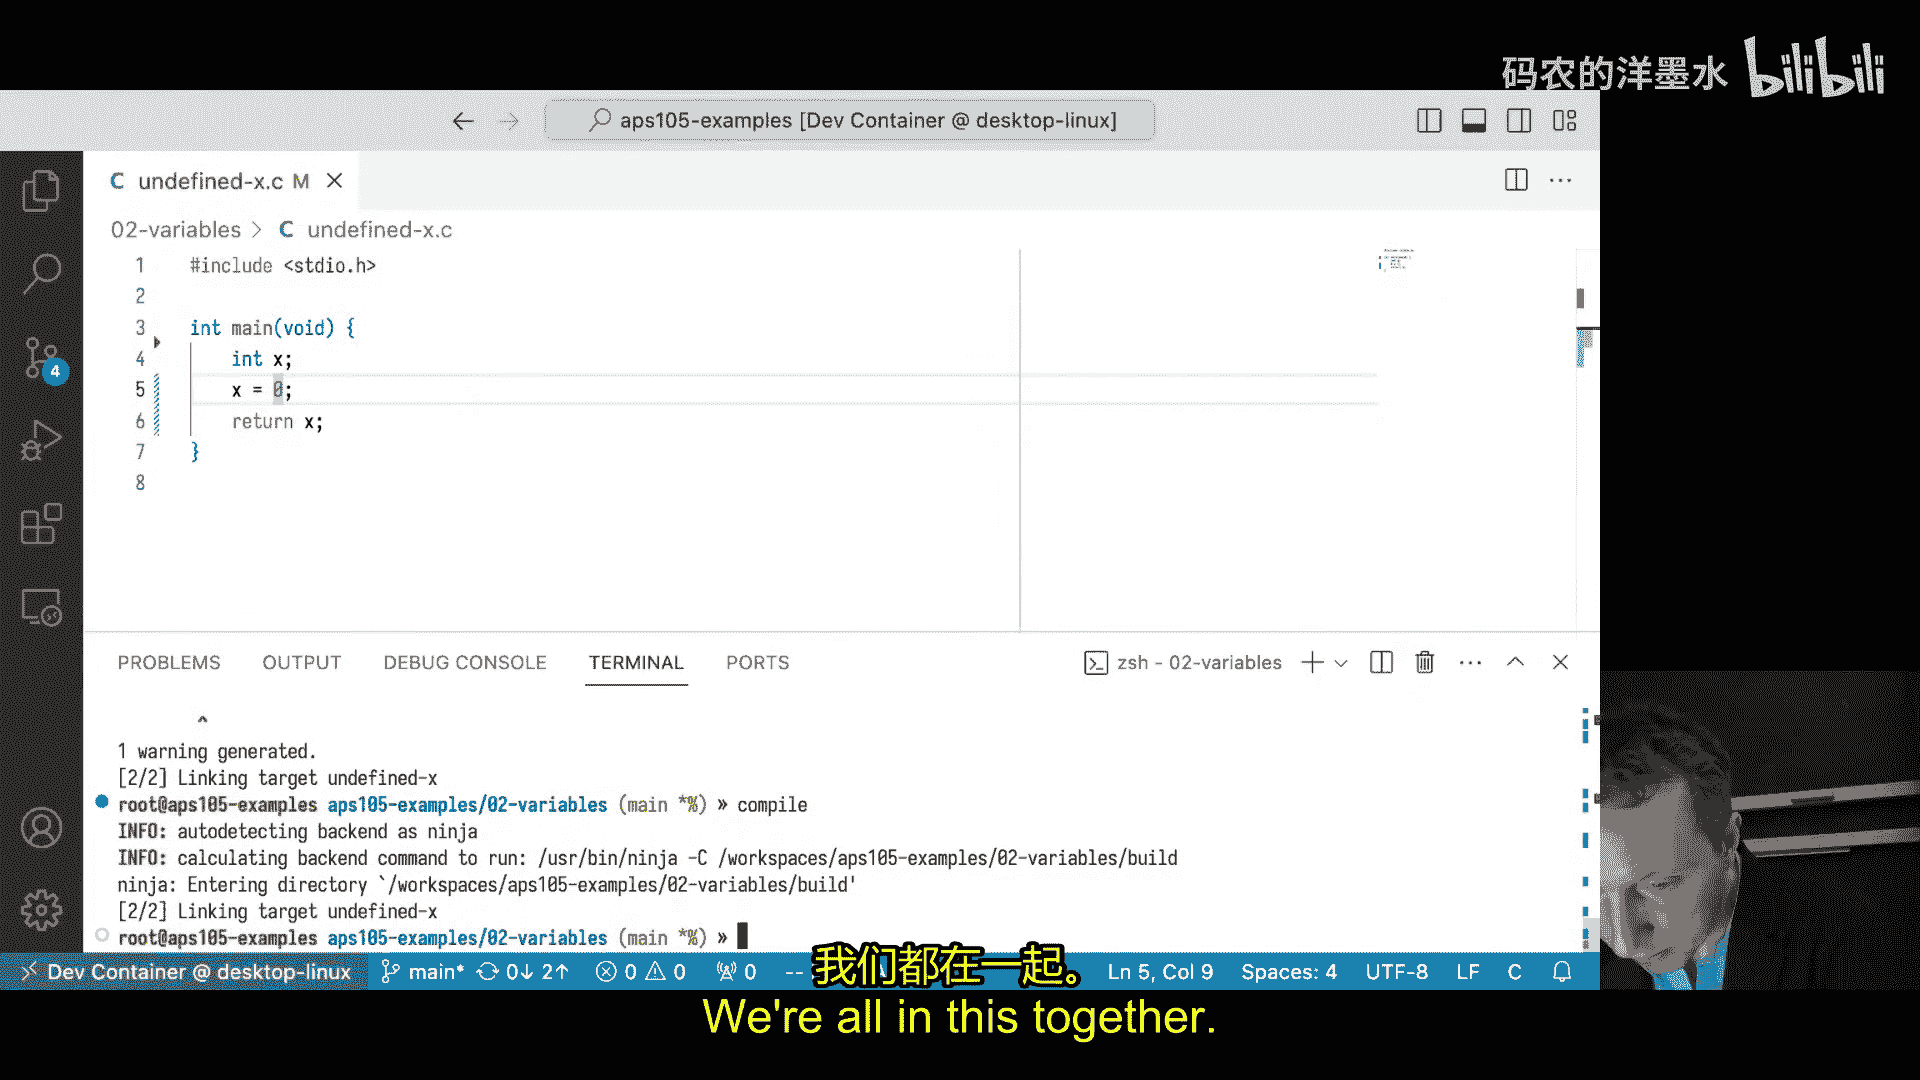 码农的洋墨水 bilibili
aps105-examples [Dev Container @ desktop-linux]
C undefined-x.c M
02-variables > C undefined-x.c
1 #include <stdio.h>
2
3 int main(void) {
4 int x;
5 x = 0;
6 return x;
7 }
8
4
PROBLEMS OUTPUT DEBUG CONSOLE TERMINAL PORTS zsh - 02-variables
^
1 warning generated.
[2/2] Linking target undefined-x
root@aps105-examples aps105-examples/02-variables (main *%) » compile
INFO: autodetecting backend as ninja
INFO: calculating backend command to run: /usr/bin/ninja -C /workspaces/aps105-examples/02-variables/build
ninja: Entering directory `/workspaces/aps105-examples/02-variables/build'
[2/2] Linking target undefined-x
root@aps105-examples aps105-examples/02-variables (main *%) »
Dev Container @ desktop-linux main* 0↓ 2↑ 0 0 0 -- Ln 5, Col 9 Spaces: 4 UTF-8 LF C
我们都在一起。
We're all in this together.